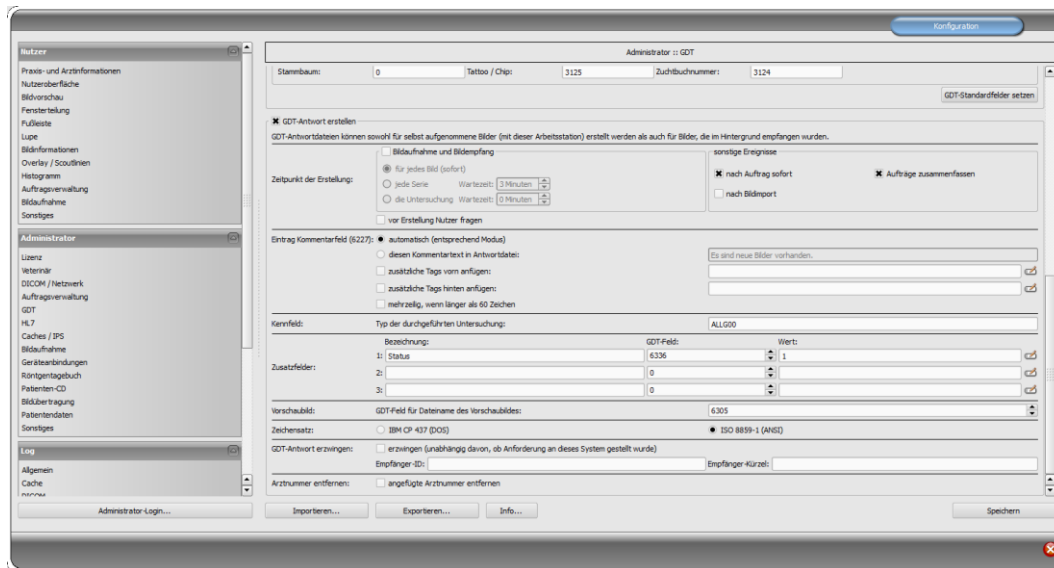 Konfiguration
Nutzer
Praxis- und Arztinformationen
Nutzeroberfläche
Bildvorschau
Fensterteilung
Fußleiste
Lupe
Bildinformationen
Overlay / Scoutlinien
Histogramm
Auftragsverwaltung
Bildaufnahme
Sonstiges
Administrator
Lizenz
Veterinär
DICOM / Netzwerk
Auftragsverwaltung
GDT
HL7
Caches / IPS
Bildaufnahme
Geräteanbindungen
Röntgentagebuch
Patienten-CD
Bildübertragung
Patientendaten
Sonstiges
Log
Allgemein
Cache
DICOM
Administrator-Login...
Administrator :: GDT
Stammbaum: 0 Tattoo / Chip: 3125 Zuchtbuchnummer: 3124
GDT-Standardfelder setzen
GDT-Antwort erstellen
GDT-Antwortdateien können sowohl für selbst aufgenommene Bilder (mit dieser Arbeitsstation) erstellt werden als auch für Bilder, die im Hintergrund empfangen wurden.
Zeitpunkt der Erstellung:
Bildaufnahme und Bildempfang
für jedes Bild (sofort)
jede Serie Wartezeit: 3 Minuten
die Untersuchung Wartezeit: 0 Minuten
sonstige Ereignisse
nach Auftrag sofort Aufträge zusammenfassen
nach Bildimport
vor Erstellung Nutzer fragen
Eintrag Kommentarfeld (6227): automatisch (entsprechend Modus)
diesen Kommentartext in Antwortdatei: Es sind neue Bilder vorhanden.
zusätzliche Tags vorn anfügen:
zusätzliche Tags hinten anfügen:
mehrzeilig, wenn länger als 60 Zeichen
Kennfeld: Typ der durchgeführten Untersuchung: ALLG00
Bezeichnung: GDT-Feld: Wert:
Zusatzfelder:
1: Status 6336 1
2: 0
3: 0
Vorschaubild: GDT-Feld für Dateiname des Vorschaubildes: 6305
Zeichensatz: IBM CP 437 (DOS) ISO 8859-1 (ANSI)
GDT-Antwort erzwingen: erzwingen (unabhängig davon, ob Anforderung an dieses System gestellt wurde)
Empfänger-ID: Empfänger-Kürzel:
Arztnummer entfernen: angefügte Arztnummer entfernen
Importieren... Exportieren... Info... Speichern